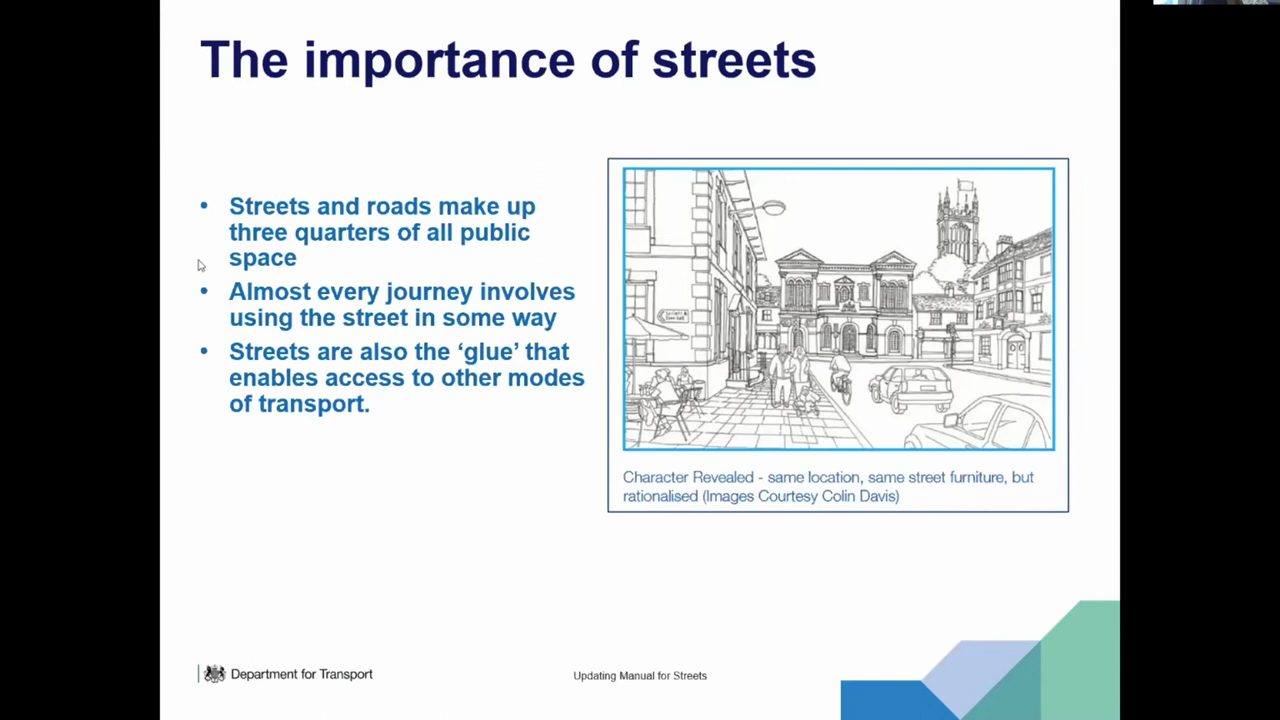 The importance of streets
• Streets and roads make up
three quarters of all public
space
• Almost every journey involves
using the street in some way
• Streets are also the ‘glue’ that
enables access to other modes
of transport.
Character Revealed - same location, same street furniture, but
rationalised (Images Courtesy Colin Davis)
Department for Transport
Updating Manual for Streets